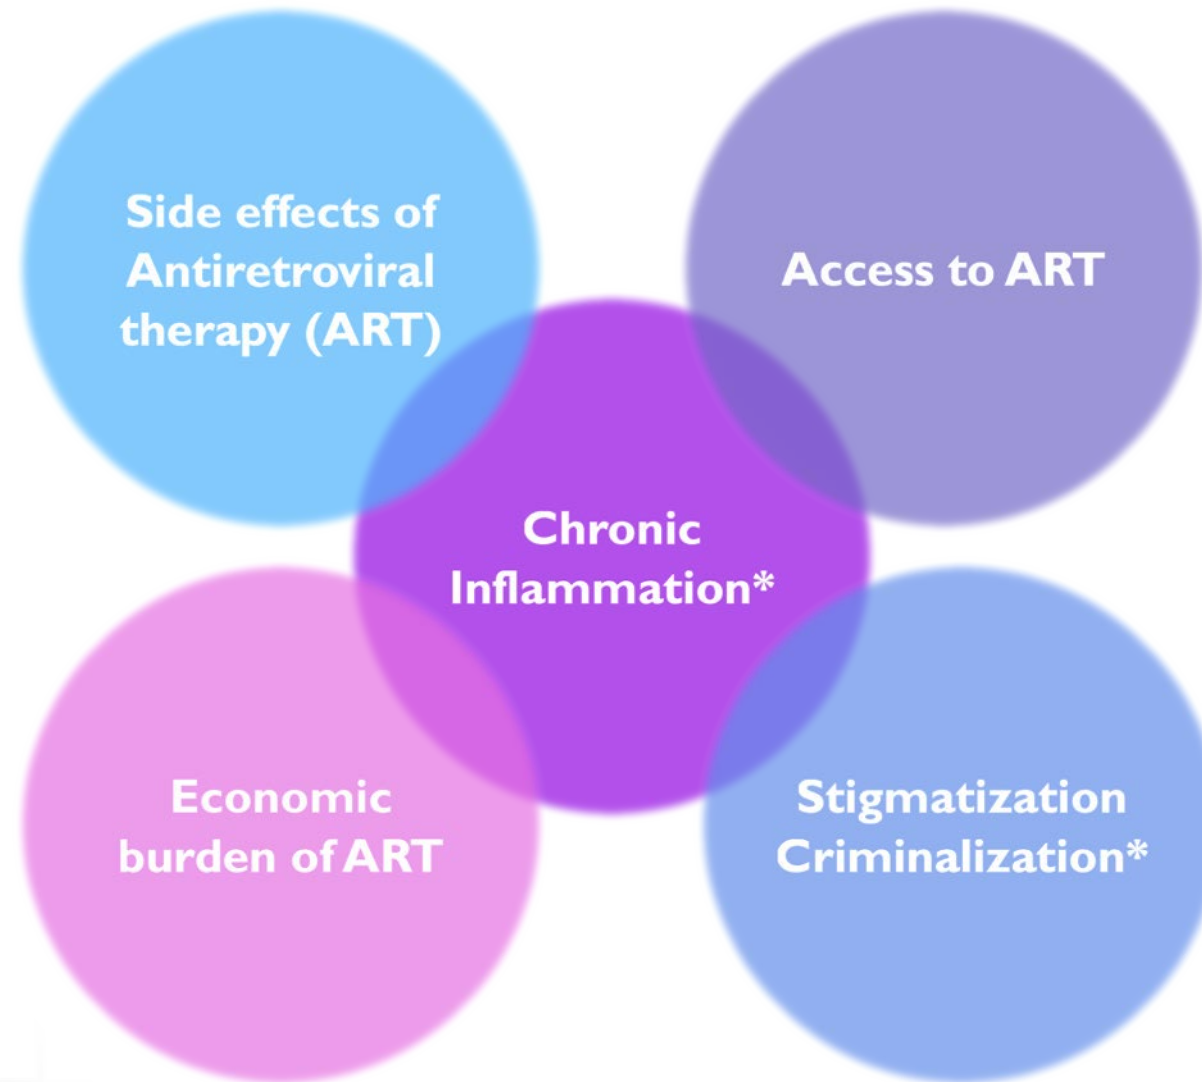 Side effects of
Antiretroviral
therapy (ART)
Access to ART
Chronic
Inflammation*
Economic
burden of ART
Stigmatization
Criminalization*